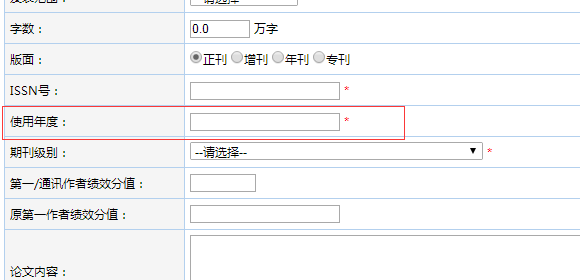 字数： 0.0 万字
版面： 正刊 增刊 年刊 专刊
ISSN号： *
使用年度： *
期刊级别： --请选择-- *
第一/通讯作者绩效分值：
原第一作者绩效分值：
论文内容：